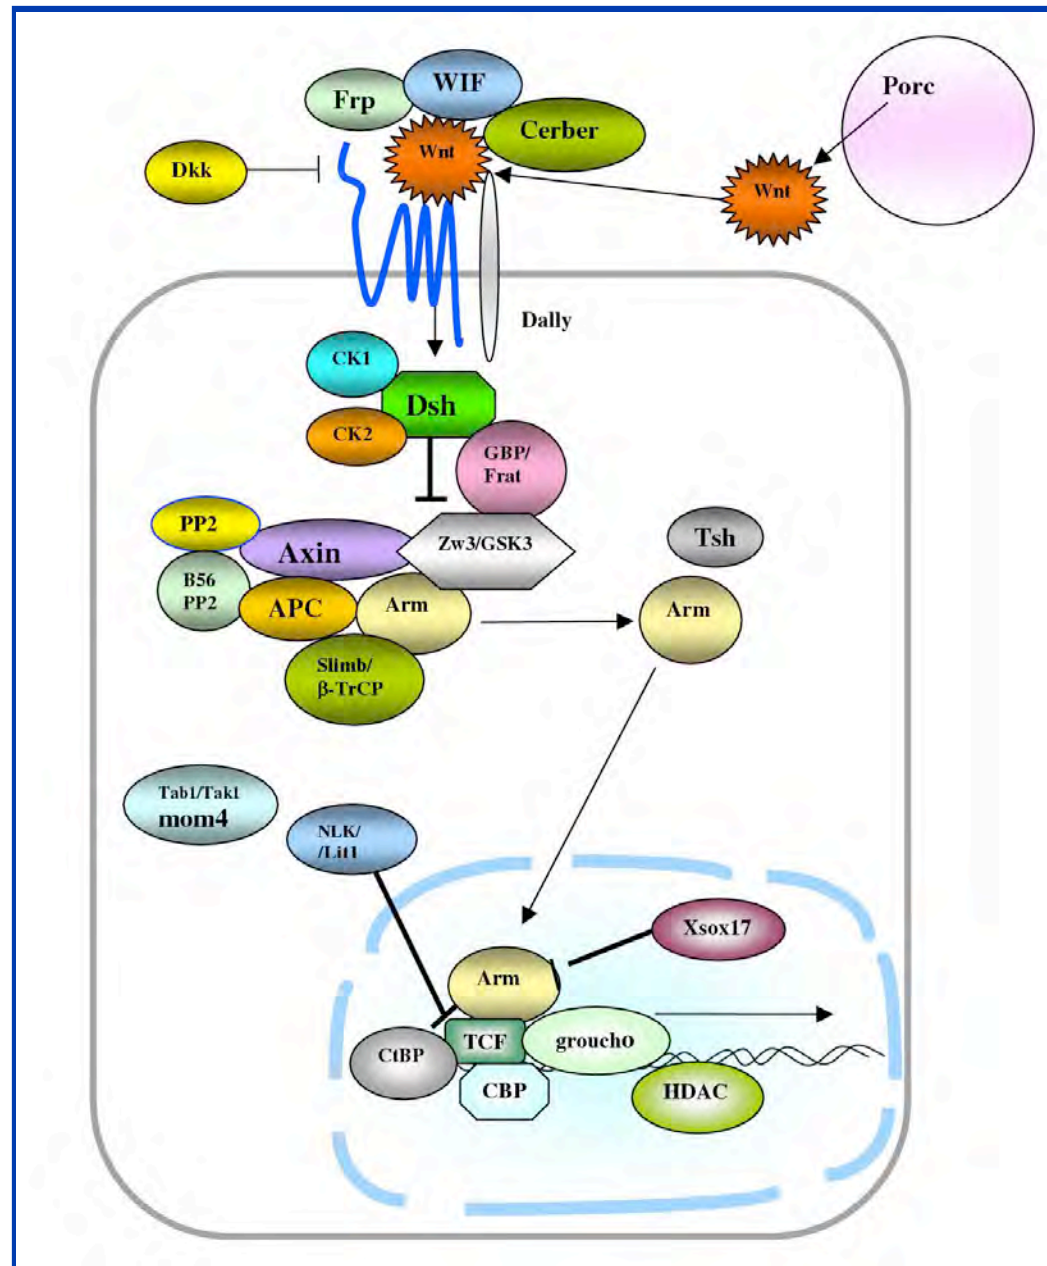 WIF
Frp
Porc
Cerber
Wnt
Dkk
Wnt
Dally
CK1
Dsh
CK2
GBP/
Frat
PP2
Zw3/GSK3
Tsh
Axin
B56
PP2
APC
Arm
Arm
Slimb/
β-TrCP
Tab1/Tak1
mom4
NLK/
/Lit1
Xsox17
Arm
TCF
groucho
CtBP
CBP
HDAC